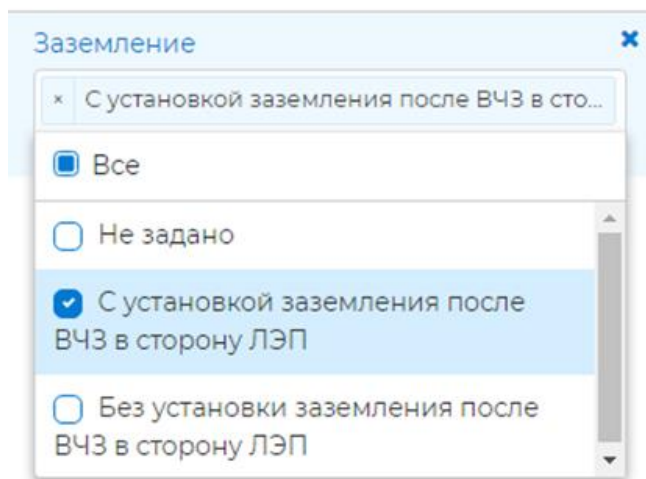 Заземление
× С установкой заземления после ВЧЗ в сто...
Все
Не задано
С установкой заземления после
ВЧЗ в сторону ЛЭП
Без установки заземления после
ВЧЗ в сторону ЛЭП